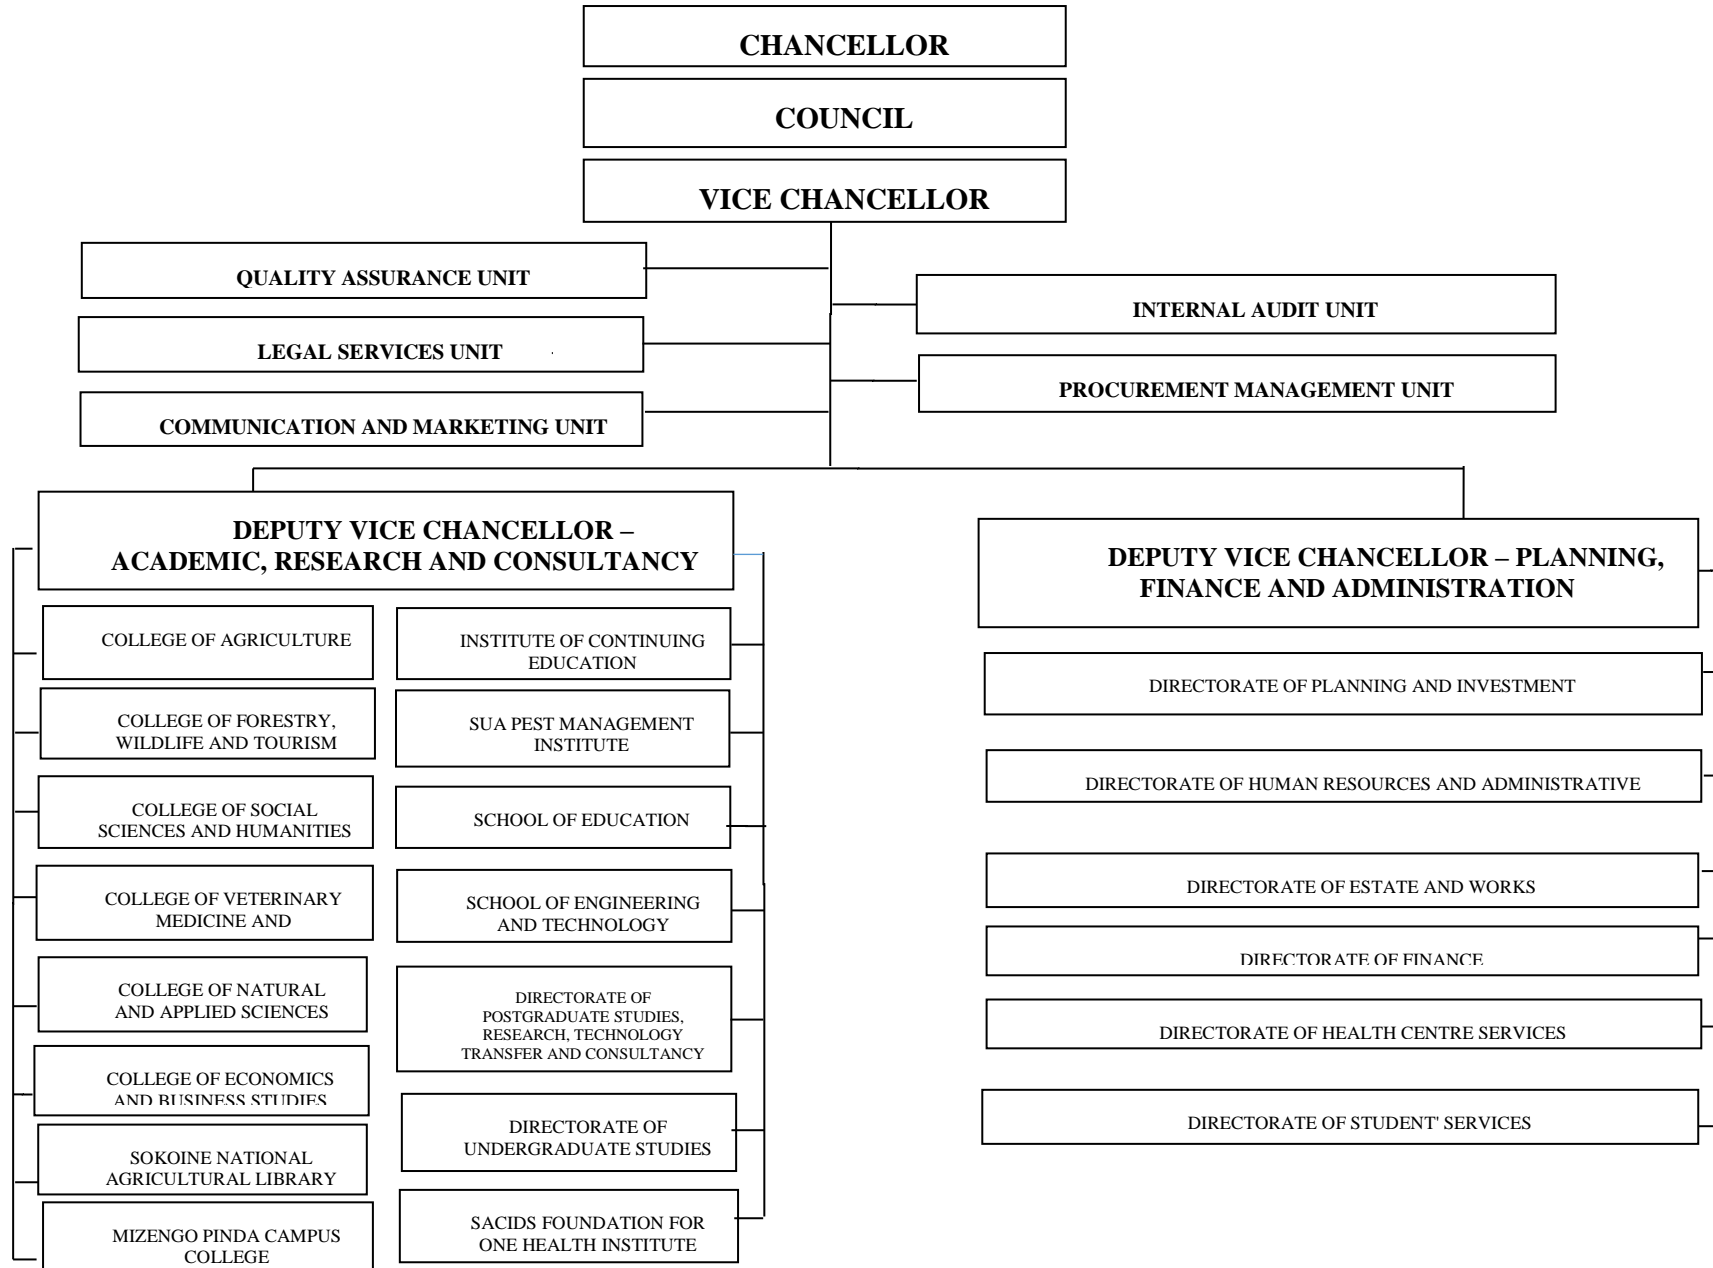 CHANCELLOR
COUNCIL
VICE CHANCELLOR
QUALITY ASSURANCE UNIT
INTERNAL AUDIT UNIT
LEGAL SERVICES UNIT
PROCUREMENT MANAGEMENT UNIT
COMMUNICATION AND MARKETING UNIT
DEPUTY VICE CHANCELLOR –
ACADEMIC, RESEARCH AND CONSULTANCY
COLLEGE OF AGRICULTURE
COLLEGE OF FORESTRY,
WILDLIFE AND TOURISM
COLLEGE OF SOCIAL
SCIENCES AND HUMANITIES
COLLEGE OF VETERINARY
MEDICINE AND
COLLEGE OF NATURAL
AND APPLIED SCIENCES
COLLEGE OF ECONOMICS
AND BUSINESS STUDIES
SOKOINE NATIONAL
AGRICULTURAL LIBRARY
MIZENGO PINDA CAMPUS
COLLEGE
INSTITUTE OF CONTINUING
EDUCATION
SUA PEST MANAGEMENT
INSTITUTE
SCHOOL OF EDUCATION
SCHOOL OF ENGINEERING
AND TECHNOLOGY
DIRECTORATE OF
POSTGRADUATE STUDIES,
RESEARCH, TECHNOLOGY
TRANSFER AND CONSULTANCY
DIRECTORATE OF
UNDERGRADUATE STUDIES
SACIDS FOUNDATION FOR
ONE HEALTH INSTITUTE
DEPUTY VICE CHANCELLOR – PLANNING,
FINANCE AND ADMINISTRATION
DIRECTORATE OF PLANNING AND INVESTMENT
DIRECTORATE OF HUMAN RESOURCES AND ADMINISTRATIVE
DIRECTORATE OF ESTATE AND WORKS
DIRECTORATE OF FINANCE
DIRECTORATE OF HEALTH CENTRE SERVICES
DIRECTORATE OF STUDENT' SERVICES